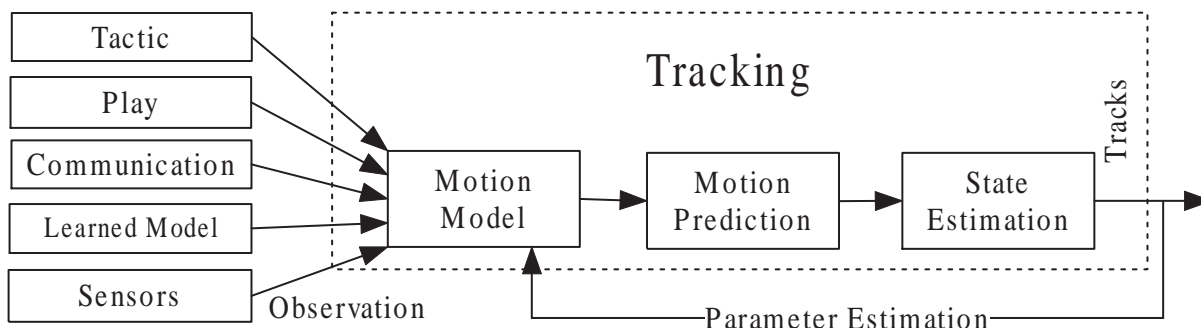 Tactic
Play
Communication
Learned Model
Sensors
Observation
Tracking
Motion
Model
Motion
Prediction
State
Estimation
Tracks
Parameter Estimation